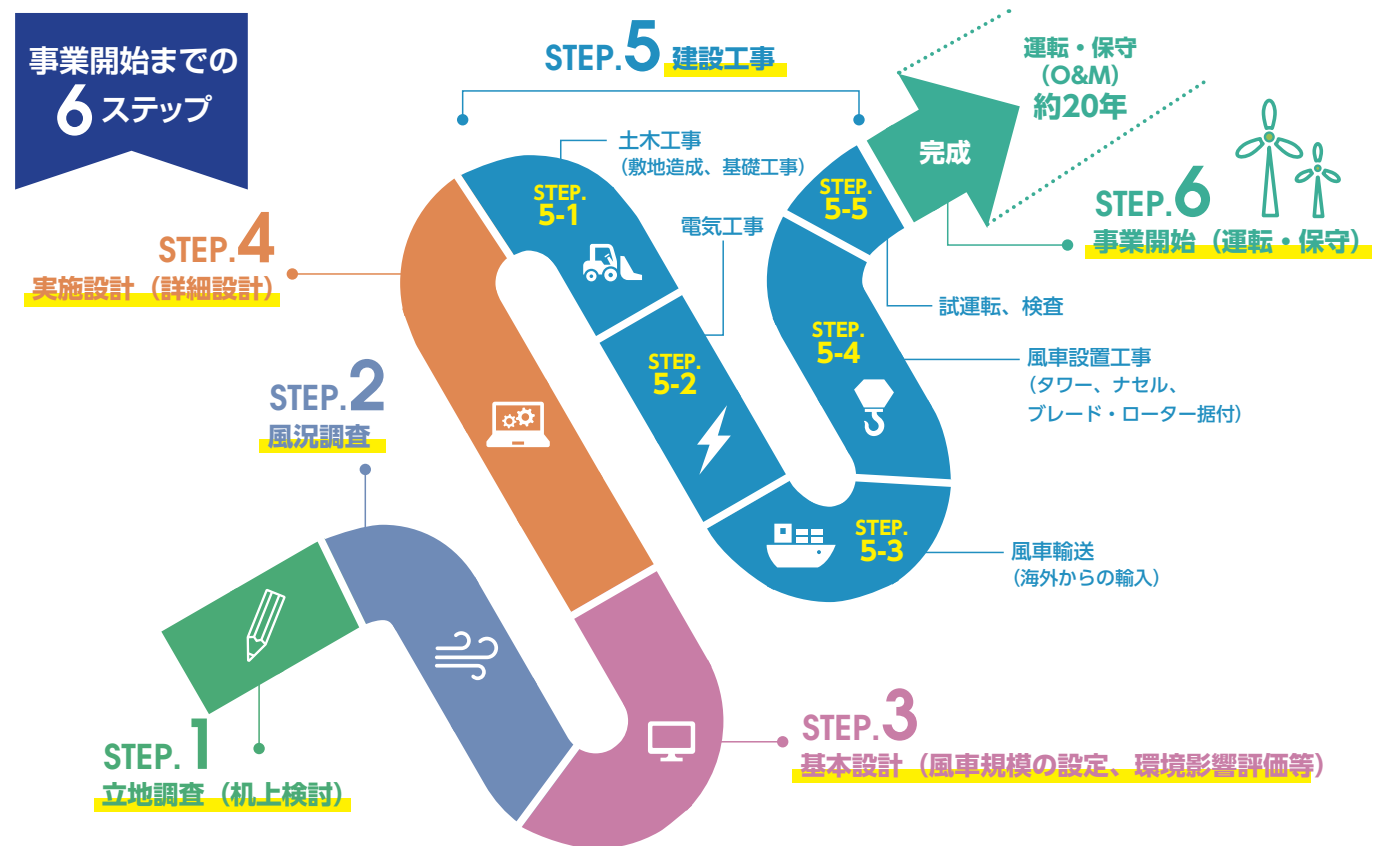 事業開始までの
6ステップ
STEP.1
立地調査（机上検討）
STEP.2
風況調査
STEP.3
基本設計（風車規模の設定、環境影響評価等）
STEP.4
実施設計（詳細設計）
STEP.5 建設工事
STEP.
5-1
土木工事
（敷地造成、基礎工事）
STEP.
5-2
電気工事
STEP.
5-3
風車輸送
（海外からの輸入）
STEP.
5-4
風車設置工事
（タワー、ナセル、
ブレード・ローター据付）
STEP.
5-5
試運転、検査
完成
運転・保守
（O&M）
約20年
STEP.6
事業開始（運転・保守）